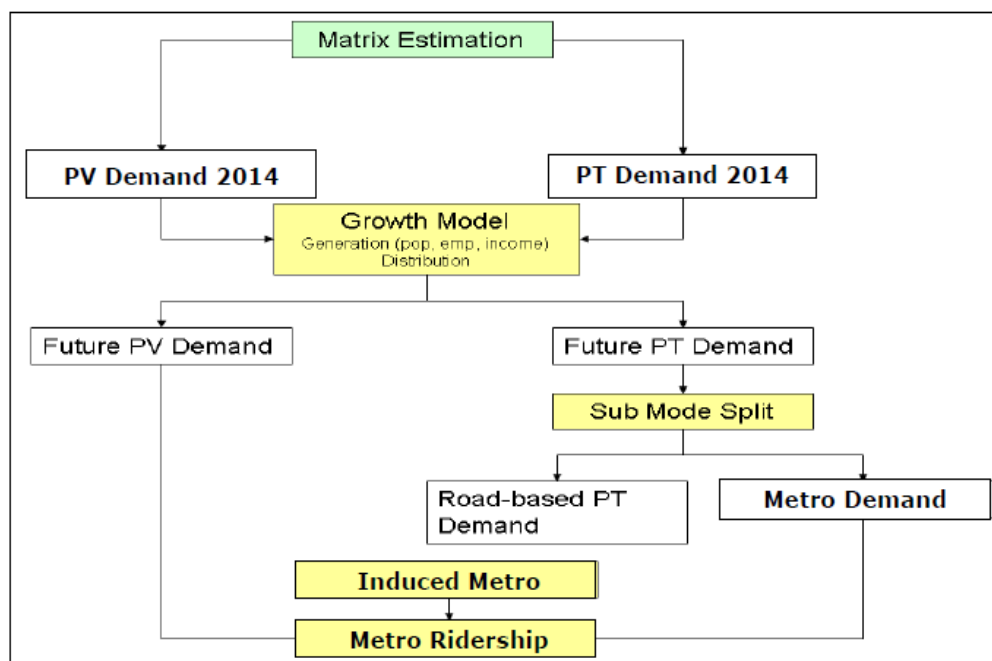 Matrix Estimation
PV Demand 2014
PT Demand 2014
Growth Model
Generation (pop, emp, income)
Distribution
Future PV Demand
Future PT Demand
Sub Mode Split
Road-based PT
Demand
Metro Demand
Induced Metro
Metro Ridership